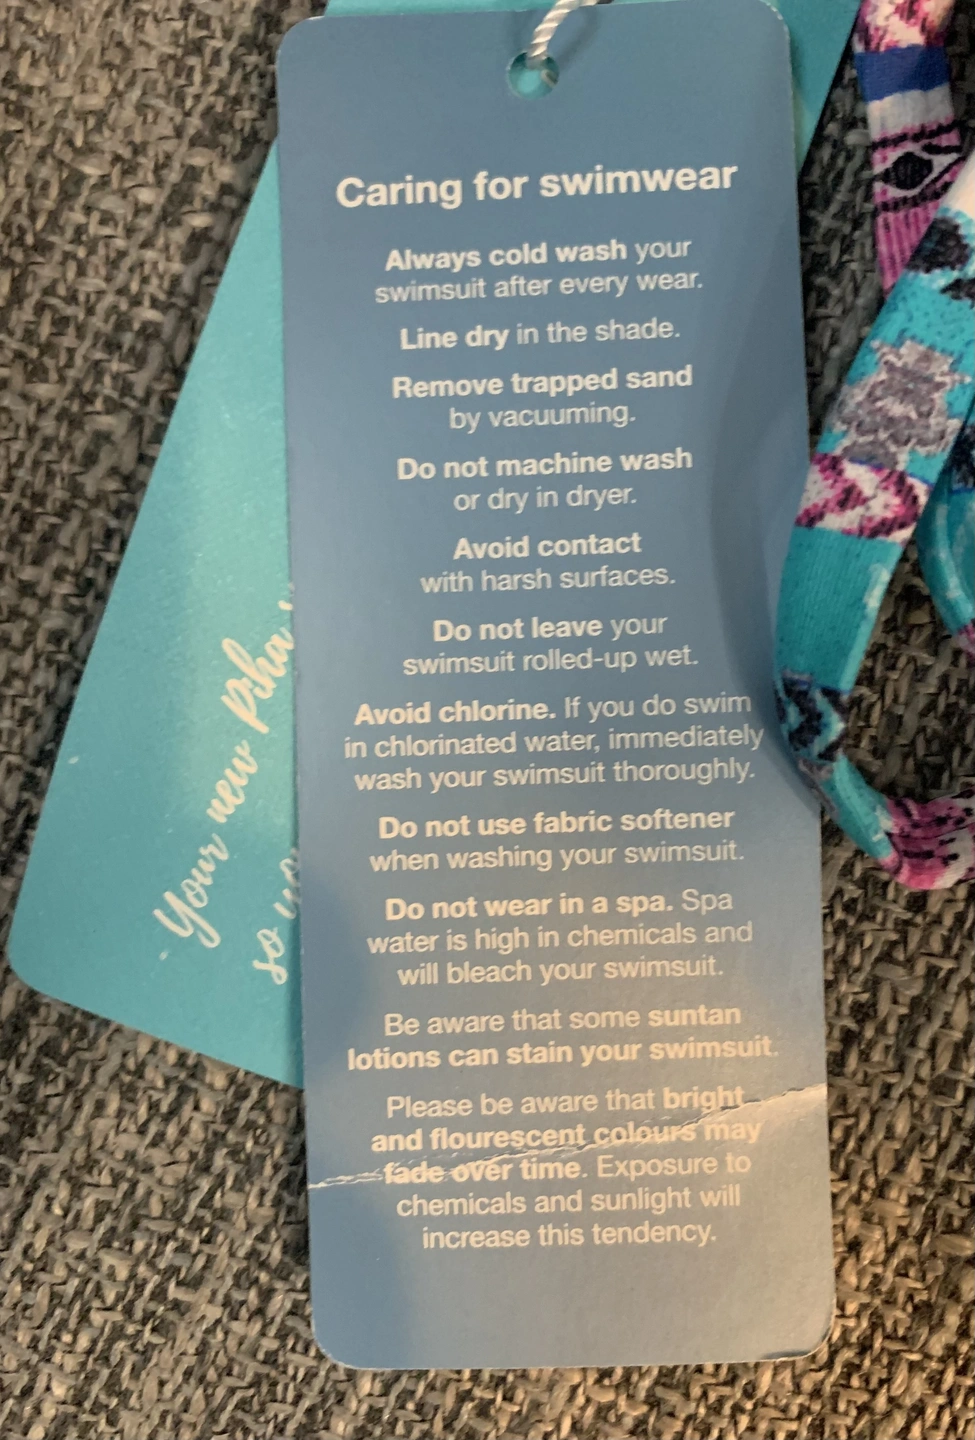 Caring for swimwear
Always cold wash your
swimsuit after every wear.
Line dry in the shade.
Remove trapped sand
by vacuuming.
Do not machine wash
or dry in dryer.
Avoid contact
with harsh surfaces.
Do not leave your
swimsuit rolled-up wet.
Avoid chlorine. If you do swim
in chlorinated water, immediately
wash your swimsuit thoroughly.
Do not use fabric softener
when washing your swimsuit.
Do not wear in a spa. Spa
water is high in chemicals and
will bleach your swimsuit.
Be aware that some suntan
lotions can stain your swimsuit.
Please be aware that bright
and flourescent colours may
fade over time. Exposure to
chemicals and sunlight will
increase this tendency.
Your new
so